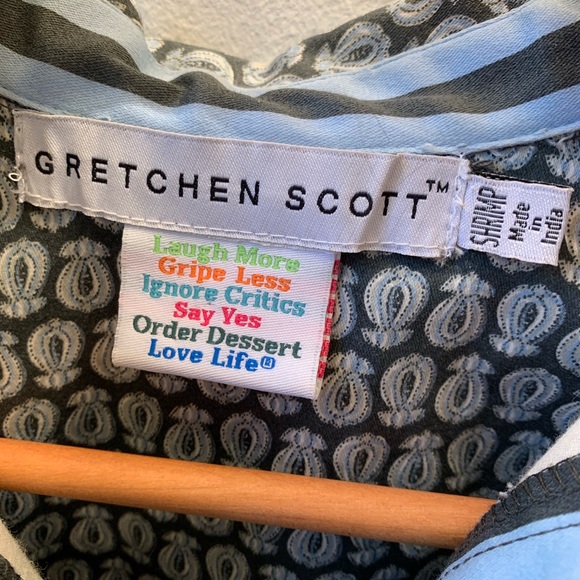 GRETCHEN SCOTT™
SHRIMP
Made
in
India
Laugh More
Gripe Less
Ignore Critics
Say Yes
Order Dessert
Love Life®